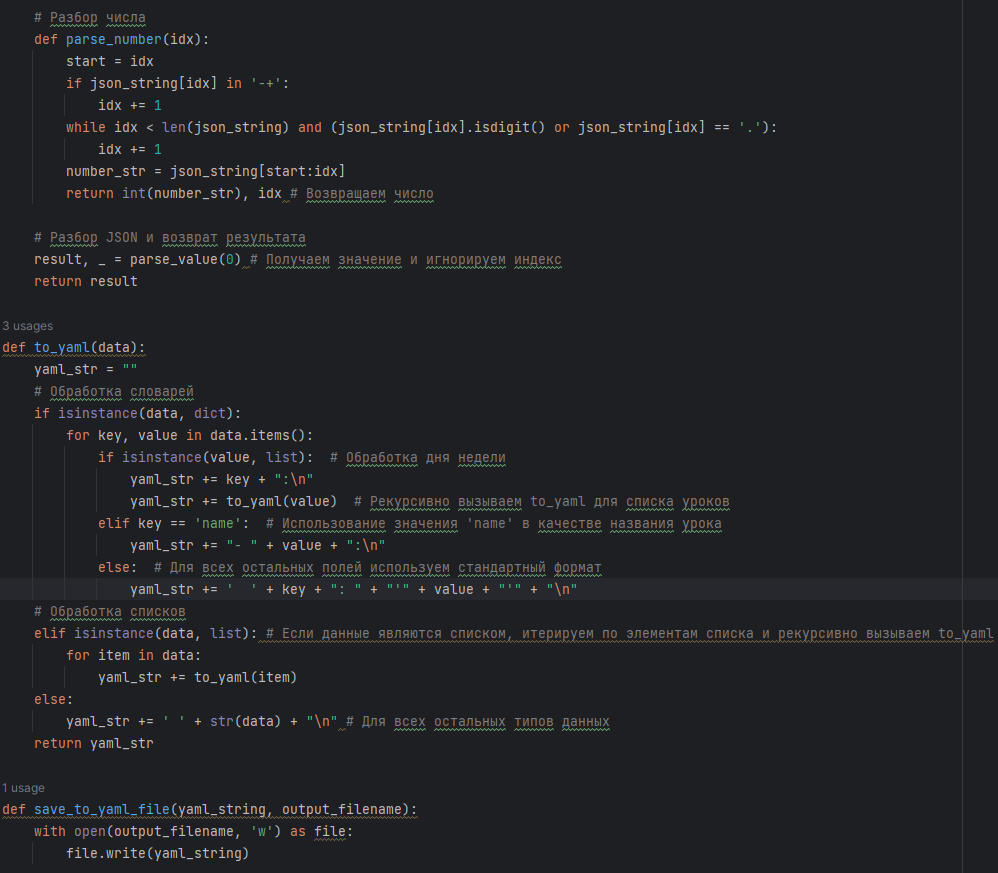 # Разбор числа
    def parse_number(idx):
        start = idx
        if json_string[idx] in '-+':
            idx += 1
        while idx < len(json_string) and (json_string[idx].isdigit() or json_string[idx] == '.'):
            idx += 1
        number_str = json_string[start:idx]
        return int(number_str), idx # Возвращаем число

    # Разбор JSON и возврат результата
    result, _ = parse_value(0) # Получаем значение и игнорируем индекс
    return result

3 usages
def to_yaml(data):
    yaml_str = ""
    # Обработка словарей
    if isinstance(data, dict):
        for key, value in data.items():
            if isinstance(value, list):  # Обработка дня недели
                yaml_str += key + ":\n"
                yaml_str += to_yaml(value)  # Рекурсивно вызываем to_yaml для списка уроков
            elif key == 'name':  # Использование значения 'name' в качестве названия урока
                yaml_str += "- " + value + ":\n"
            else:  # Для всех остальных полей используем стандартный формат
                yaml_str += '  ' + key + ": " + "'" + value + "'" + "\n"
    # Обработка списков
    elif isinstance(data, list): # Если данные являются списком, итерируем по элементам списка и рекурсивно вызываем to_yaml
        for item in data:
            yaml_str += to_yaml(item)
    else:
        yaml_str += ' ' + str(data) + "\n" # Для всех остальных типов данных
    return yaml_str

1 usage
def save_to_yaml_file(yaml_string, output_filename):
    with open(output_filename, 'w') as file:
        file.write(yaml_string)